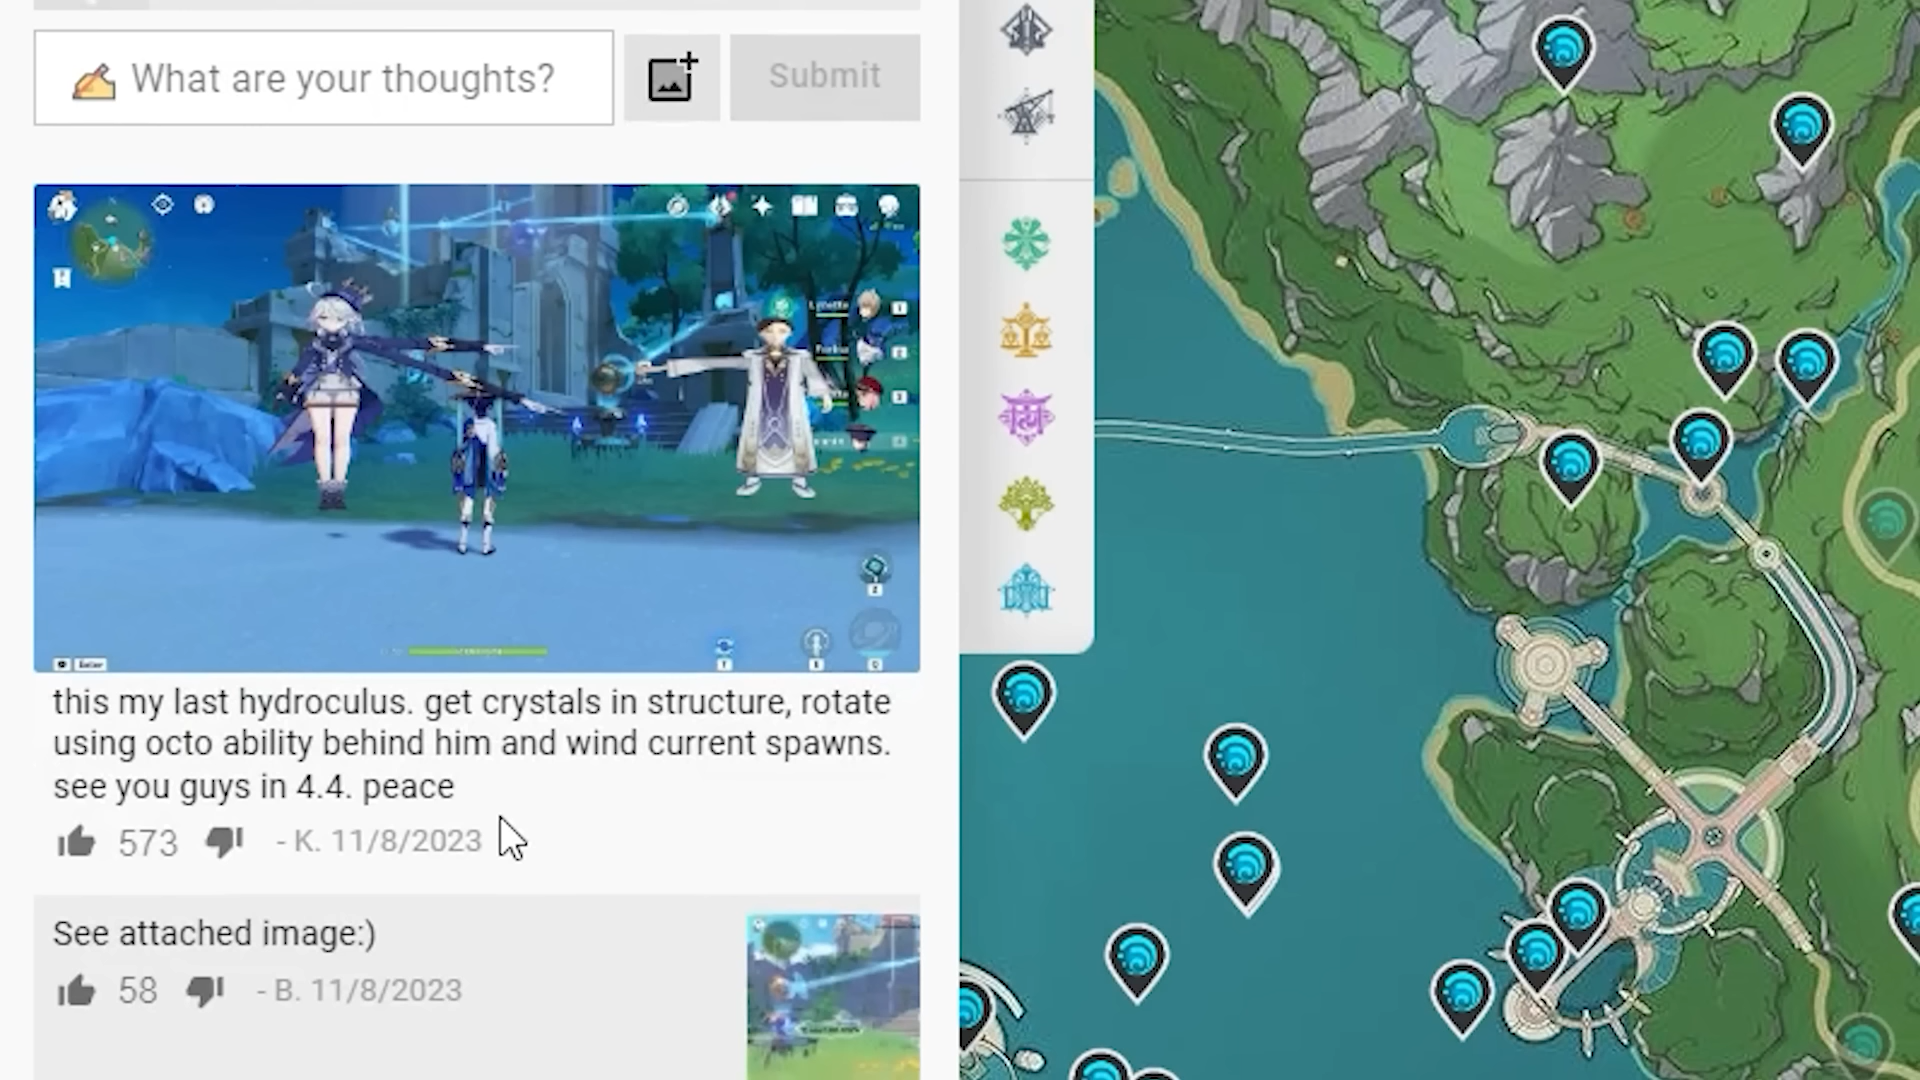 What are your thoughts?
Submit
Enter
this my last hydroculus. get crystals in structure, rotate
using octo ability behind him and wind current spawns.
see you guys in 4.4. peace
573
- K. 11/8/2023
See attached image:)
58
- B. 11/8/2023